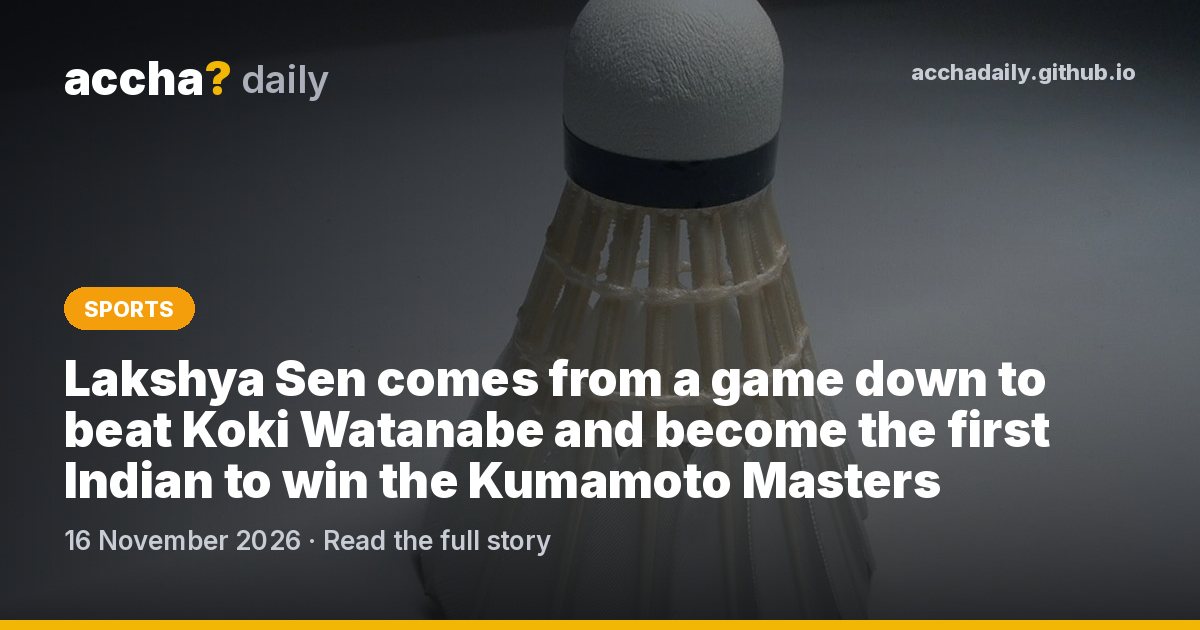 accha? daily
acchadaily.github.io
SPORTS
Lakshya Sen comes from a game down to
beat Koki Watanabe and become the first
Indian to win the Kumamoto Masters
16 November 2026 · Read the full story